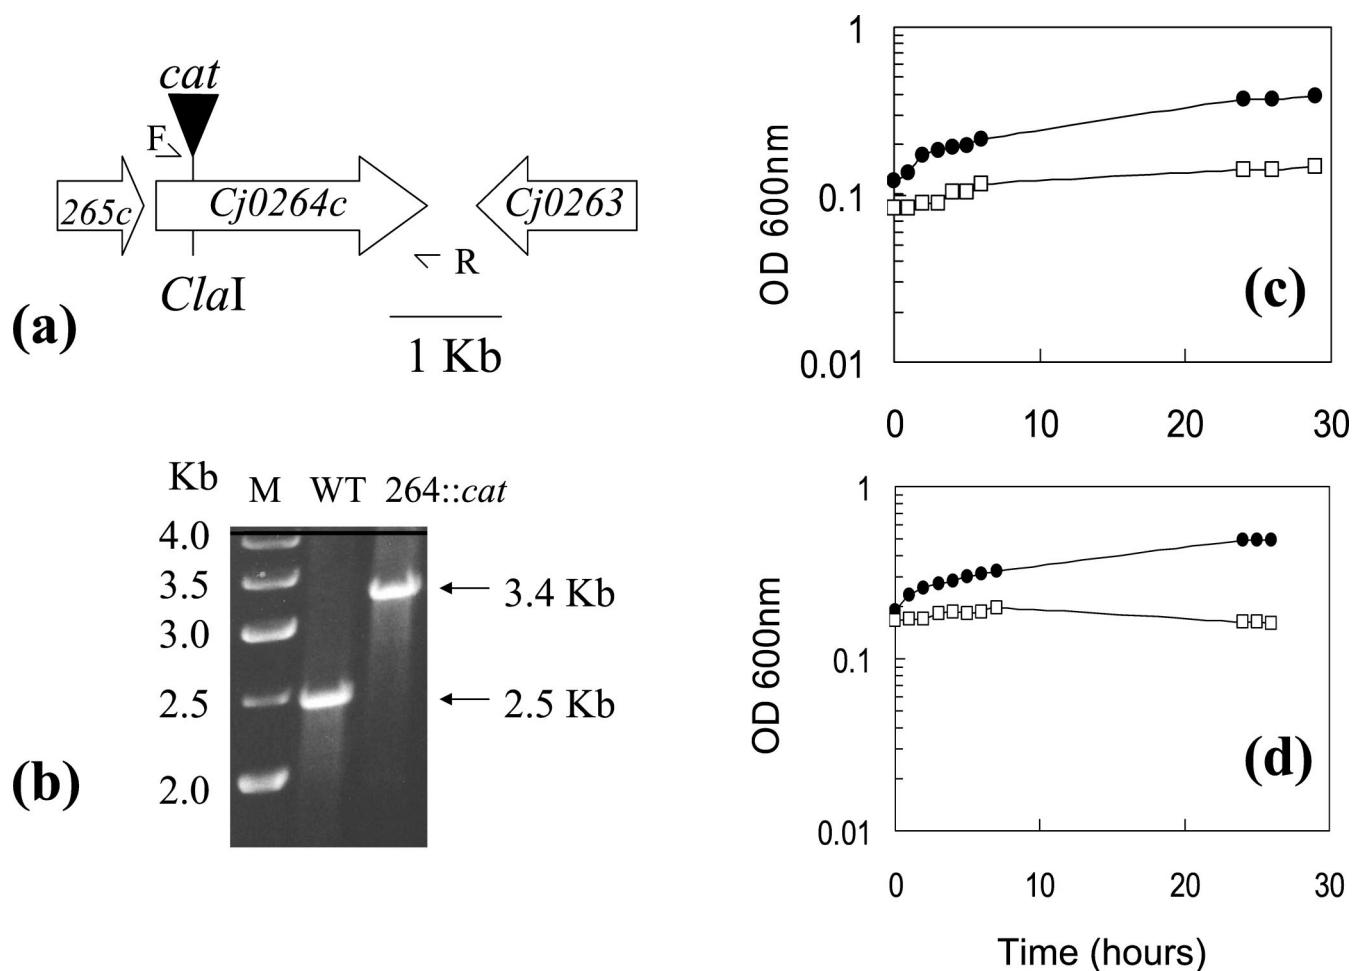 cat
F
265c
Cj0264c
Cj0263
R
ClaI
(a)
1 Kb
Kb
M WT 264::cat
4.0
3.5
3.4 Kb
3.0
2.5
2.5 Kb
2.0
(b)
1
0.1
0.01
OD 600nm
(c)
0 10 20 30
1
0.1
0.01
OD 600nm
(d)
0 10 20 30
Time (hours)